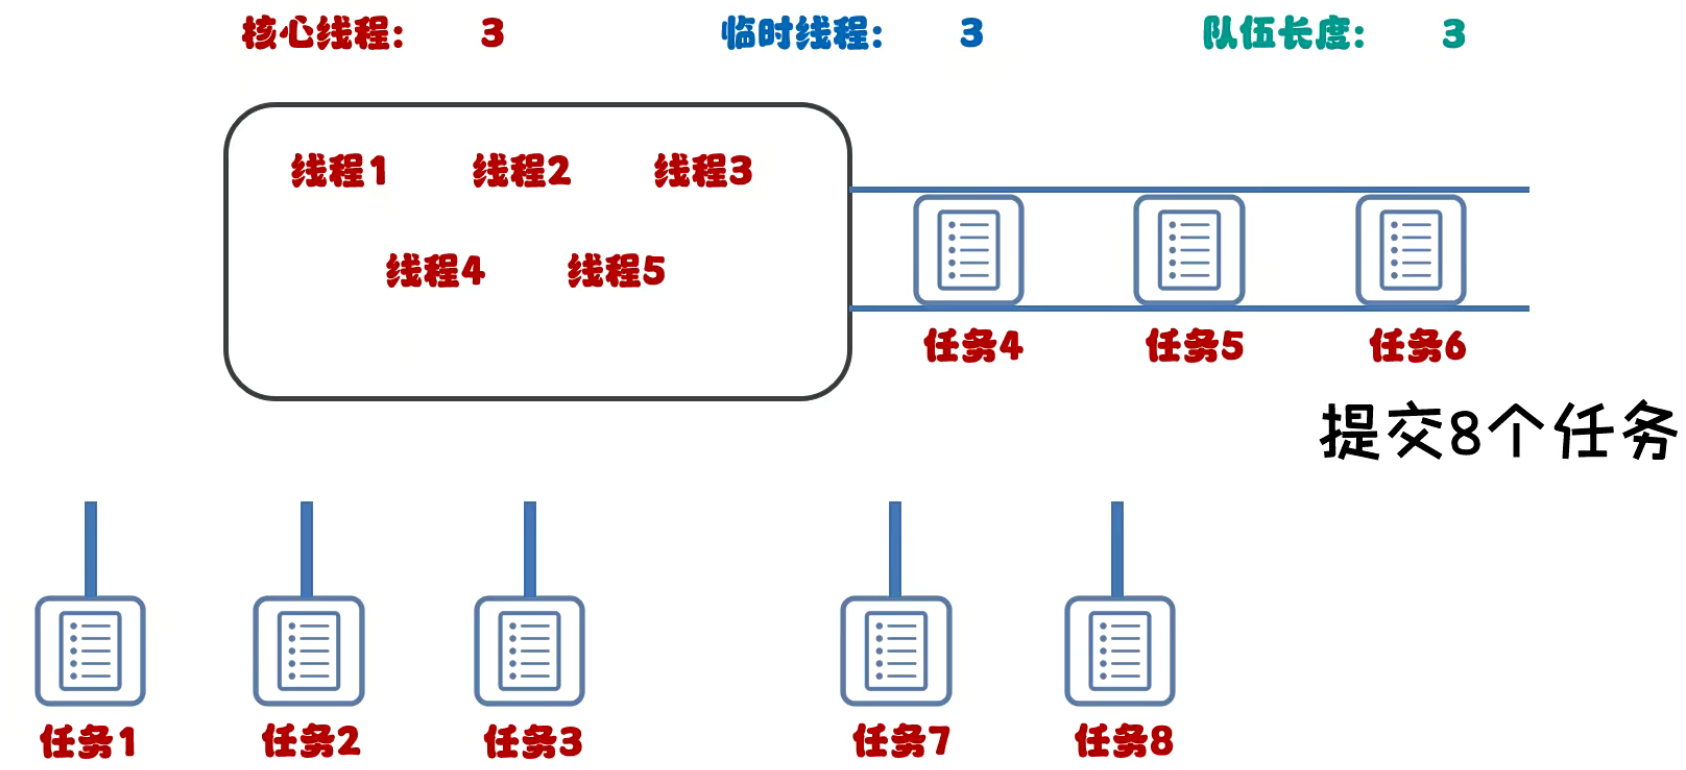 核心线程: 3 临时线程: 3 队伍长度: 3
线程1 线程2 线程3
线程4 线程5
任务4 任务5 任务6
提交8个任务
任务1 任务2 任务3 任务7 任务8